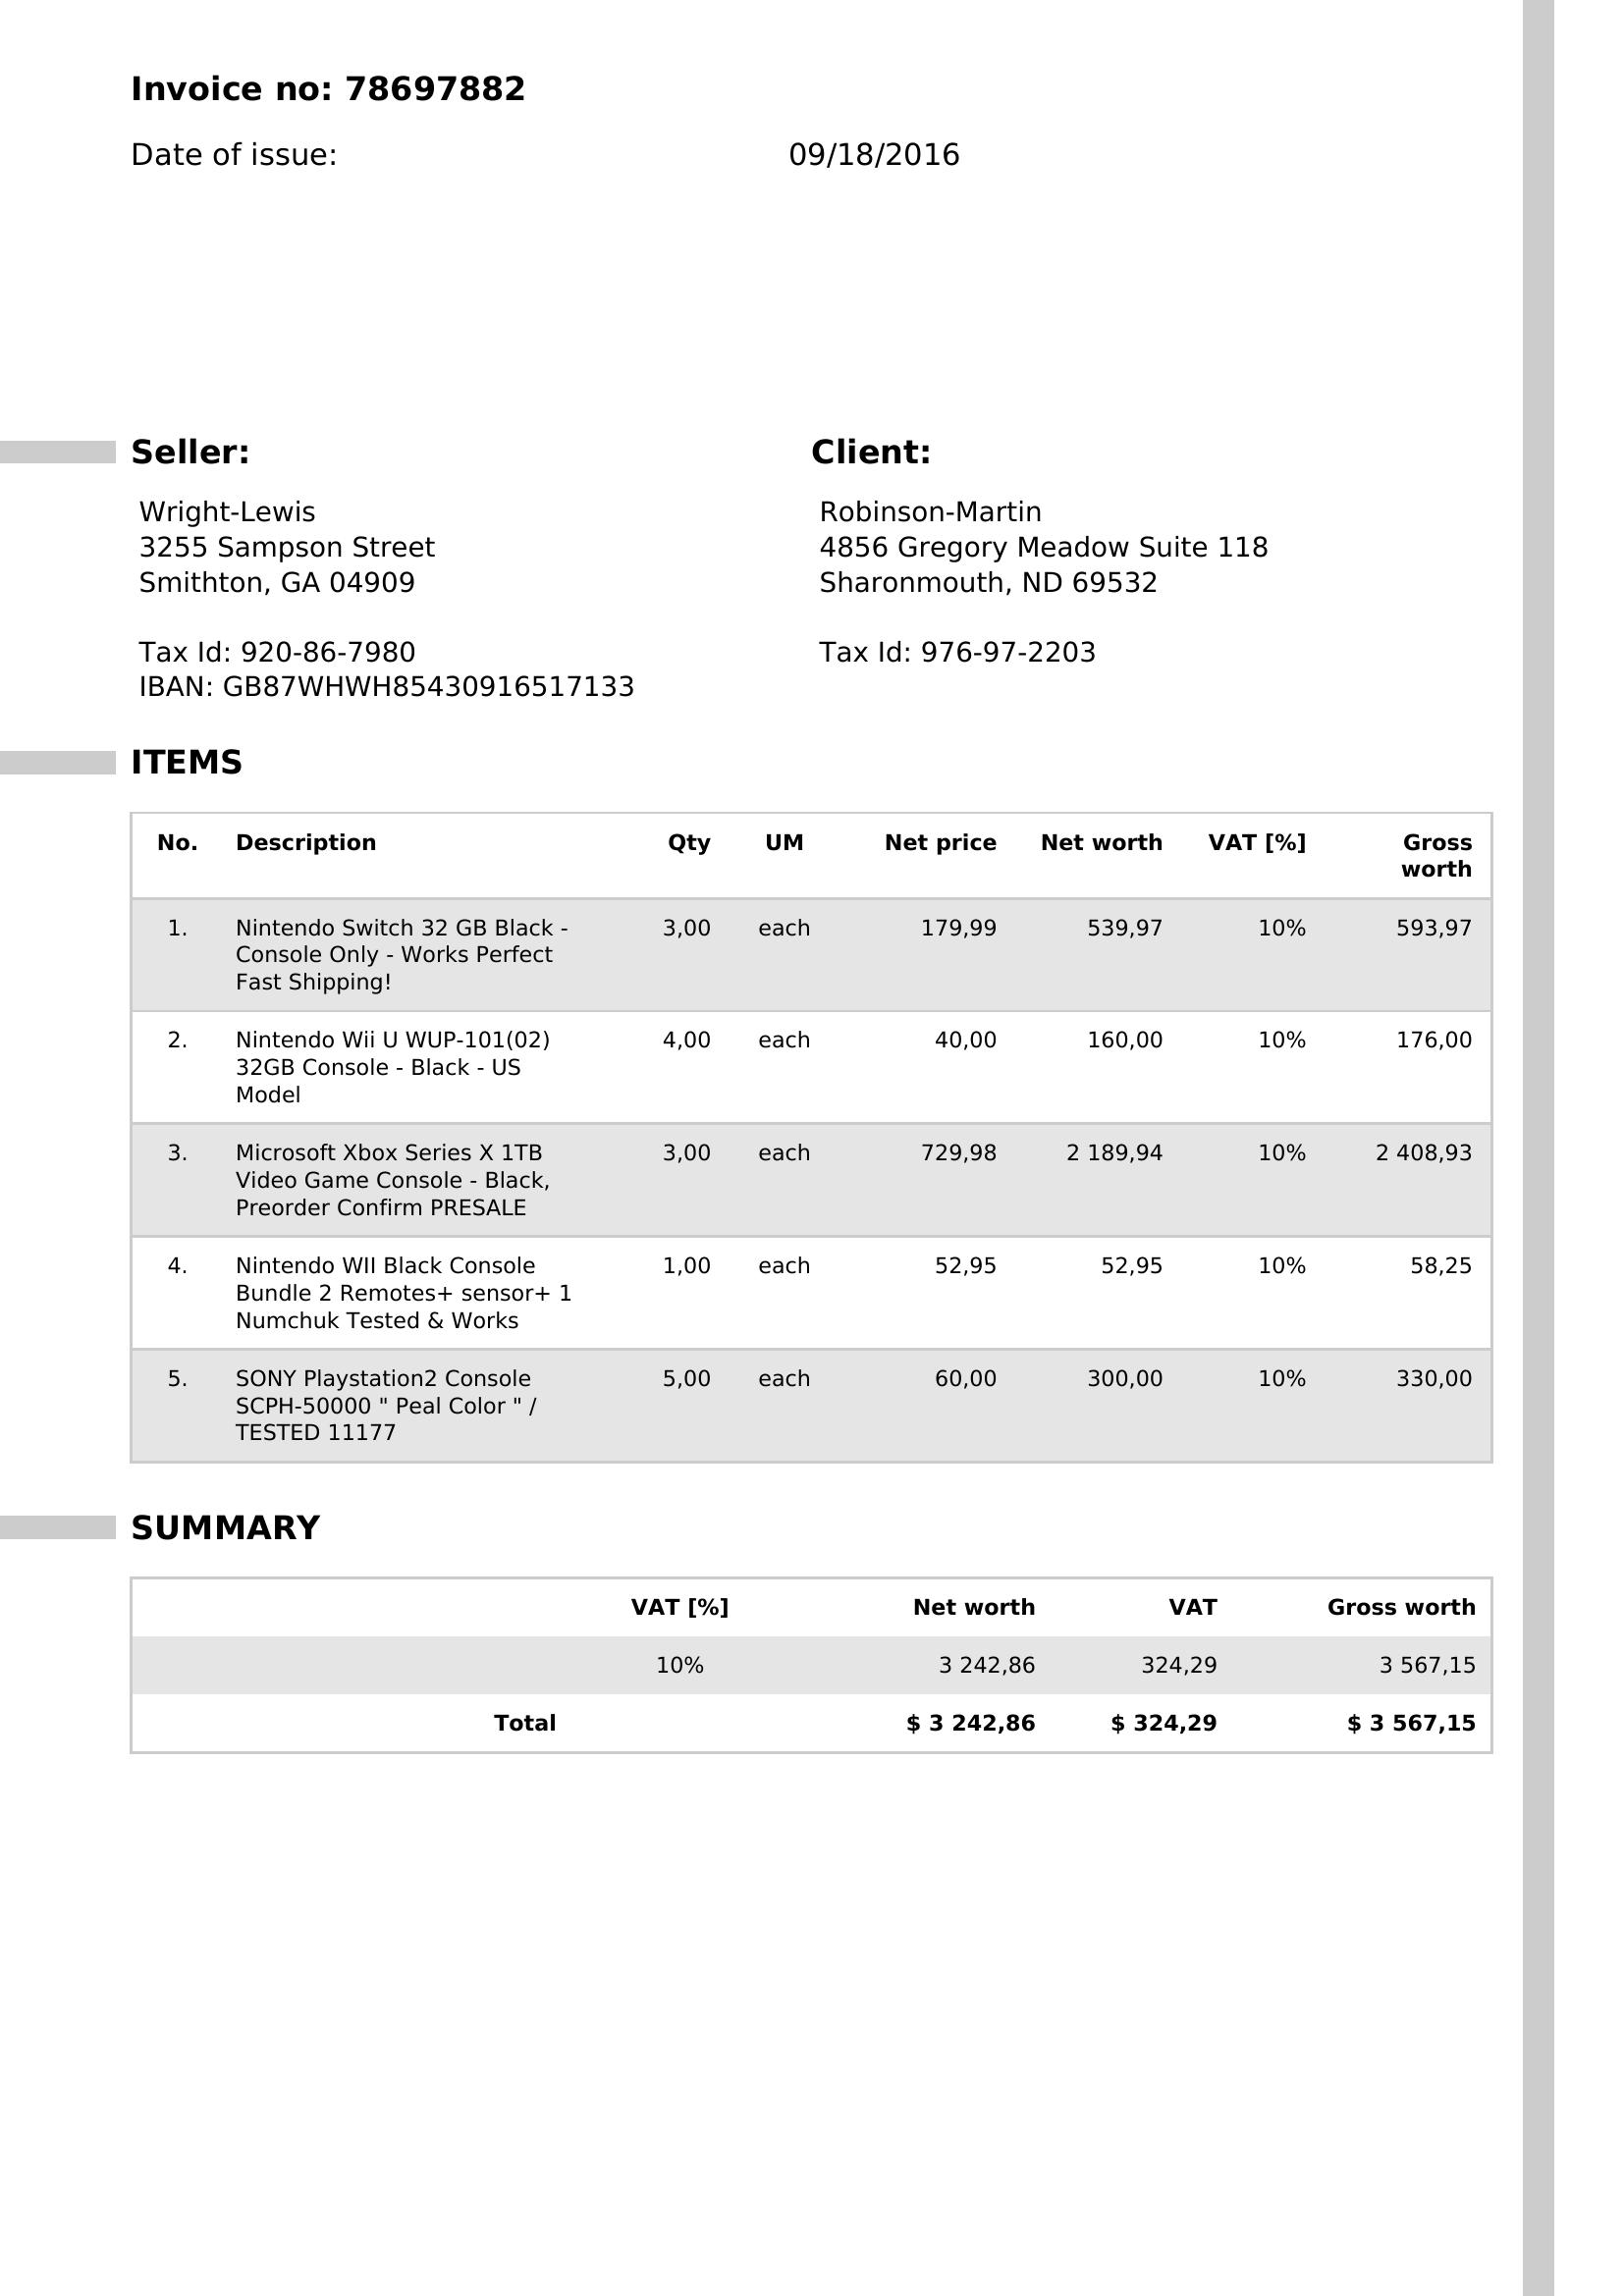 Invoice no: 78697882
Date of issue: 09/18/2016
Seller:
Wright-Lewis
3255 Sampson Street
Smithton, GA 04909
Tax Id: 920-86-7980
IBAN: GB87WHWH85430916517133
Client:
Robinson-Martin
4856 Gregory Meadow Suite 118
Sharonmouth, ND 69532
Tax Id: 976-97-2203
ITEMS
No. Description Qty UM Net price Net worth VAT [%] Gross
worth
1. Nintendo Switch 32 GB Black - 3,00 each 179,99 539,97 10% 593,97
Console Only - Works Perfect
Fast Shipping!
2. Nintendo Wii U WUP-101(02) 4,00 each 40,00 160,00 10% 176,00
32GB Console - Black - US
Model
3. Microsoft Xbox Series X 1TB 3,00 each 729,98 2 189,94 10% 2 408,93
Video Game Console - Black,
Preorder Confirm PRESALE
4. Nintendo WII Black Console 1,00 each 52,95 52,95 10% 58,25
Bundle 2 Remotes+ sensor+ 1
Numchuk Tested & Works
5. SONY Playstation2 Console 5,00 each 60,00 300,00 10% 330,00
SCPH-50000 " Peal Color " /
TESTED 11177
SUMMARY
VAT [%] Net worth VAT Gross worth
10% 3 242,86 324,29 3 567,15
Total $ 3 242,86 $ 324,29 $ 3 567,15